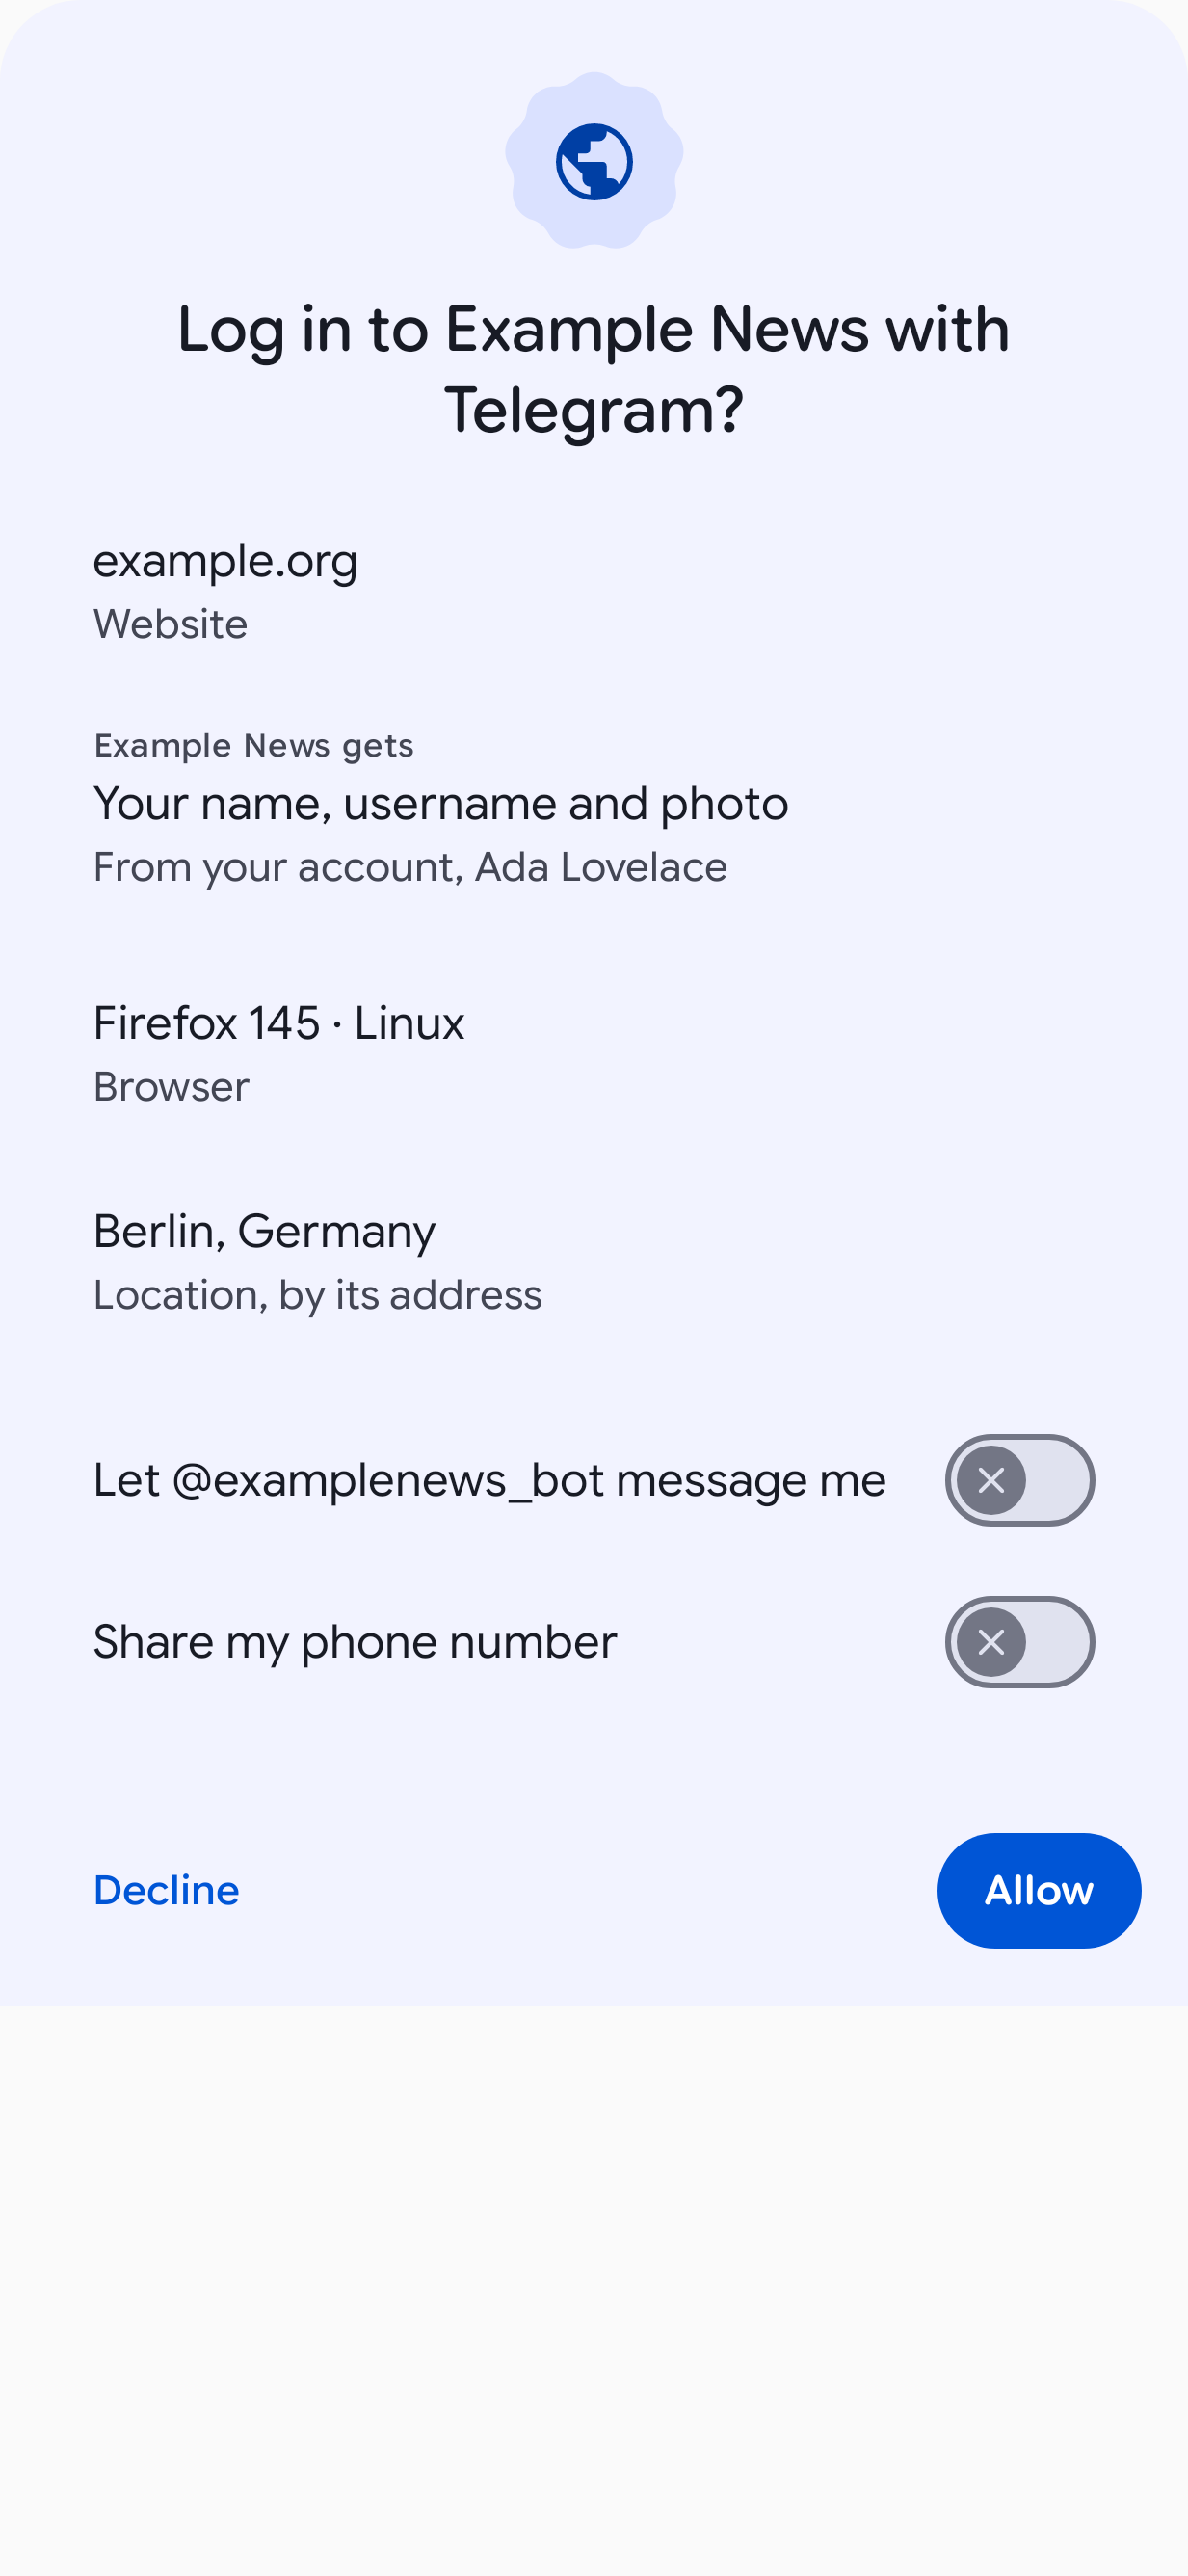 Log in to Example News with
Telegram?
example.org
Website
Example News gets
Your name, username and photo
From your account, Ada Lovelace
Firefox 145 · Linux
Browser
Berlin, Germany
Location, by its address
Let @examplenews_bot message me
Share my phone number
Decline
Allow